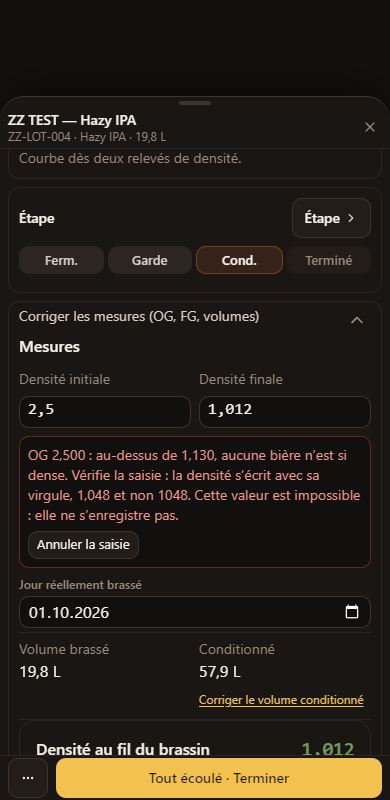 ZZ TEST — Hazy IPA
ZZ-LOT-004 · Hazy IPA · 19,8 L
×
Courbe dès deux relevés de densité.
Étape
Étape >
Ferm.
Garde
Cond.
Terminé
Corriger les mesures (OG, FG, volumes)
Mesures
Densité initiale
Densité finale
2,5
1,012
OG 2,500 : au-dessus de 1,130, aucune bière n’est si
dense. Vérifie la saisie : la densité s’écrit avec sa
virgule, 1,048 et non 1048. Cette valeur est impossible
: elle ne s’enregistre pas.
Annuler la saisie
Jour réellement brassé
01.10.2026
Volume brassé
Conditionné
19,8 L
57,9 L
Corriger le volume conditionné
Densité au fil du brassin
1.012
...
Tout écoulé · Terminer